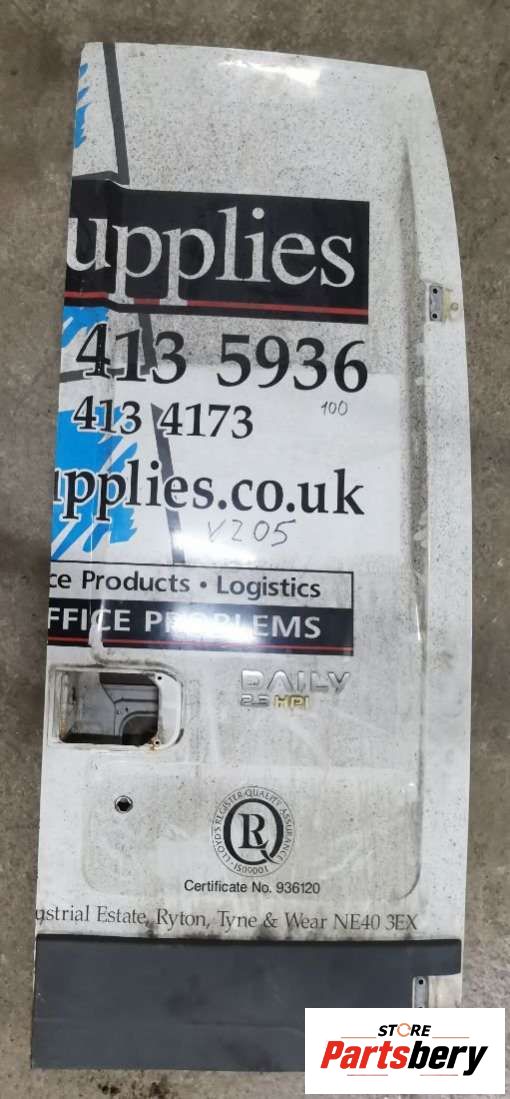 upplies
413 5936
100
413 4173
upplies.co.uk
V205
ce Products • Logistics
FFICE PROBLEMS
DAILY
2.3 HPI
LLOYD'S REGISTER QUALITY ASSURANCE
LRQ
ISO9001
Certificate No. 936120
ustrial Estate, Ryton, Tyne & Wear NE40 3EX
STORE
Partsbery